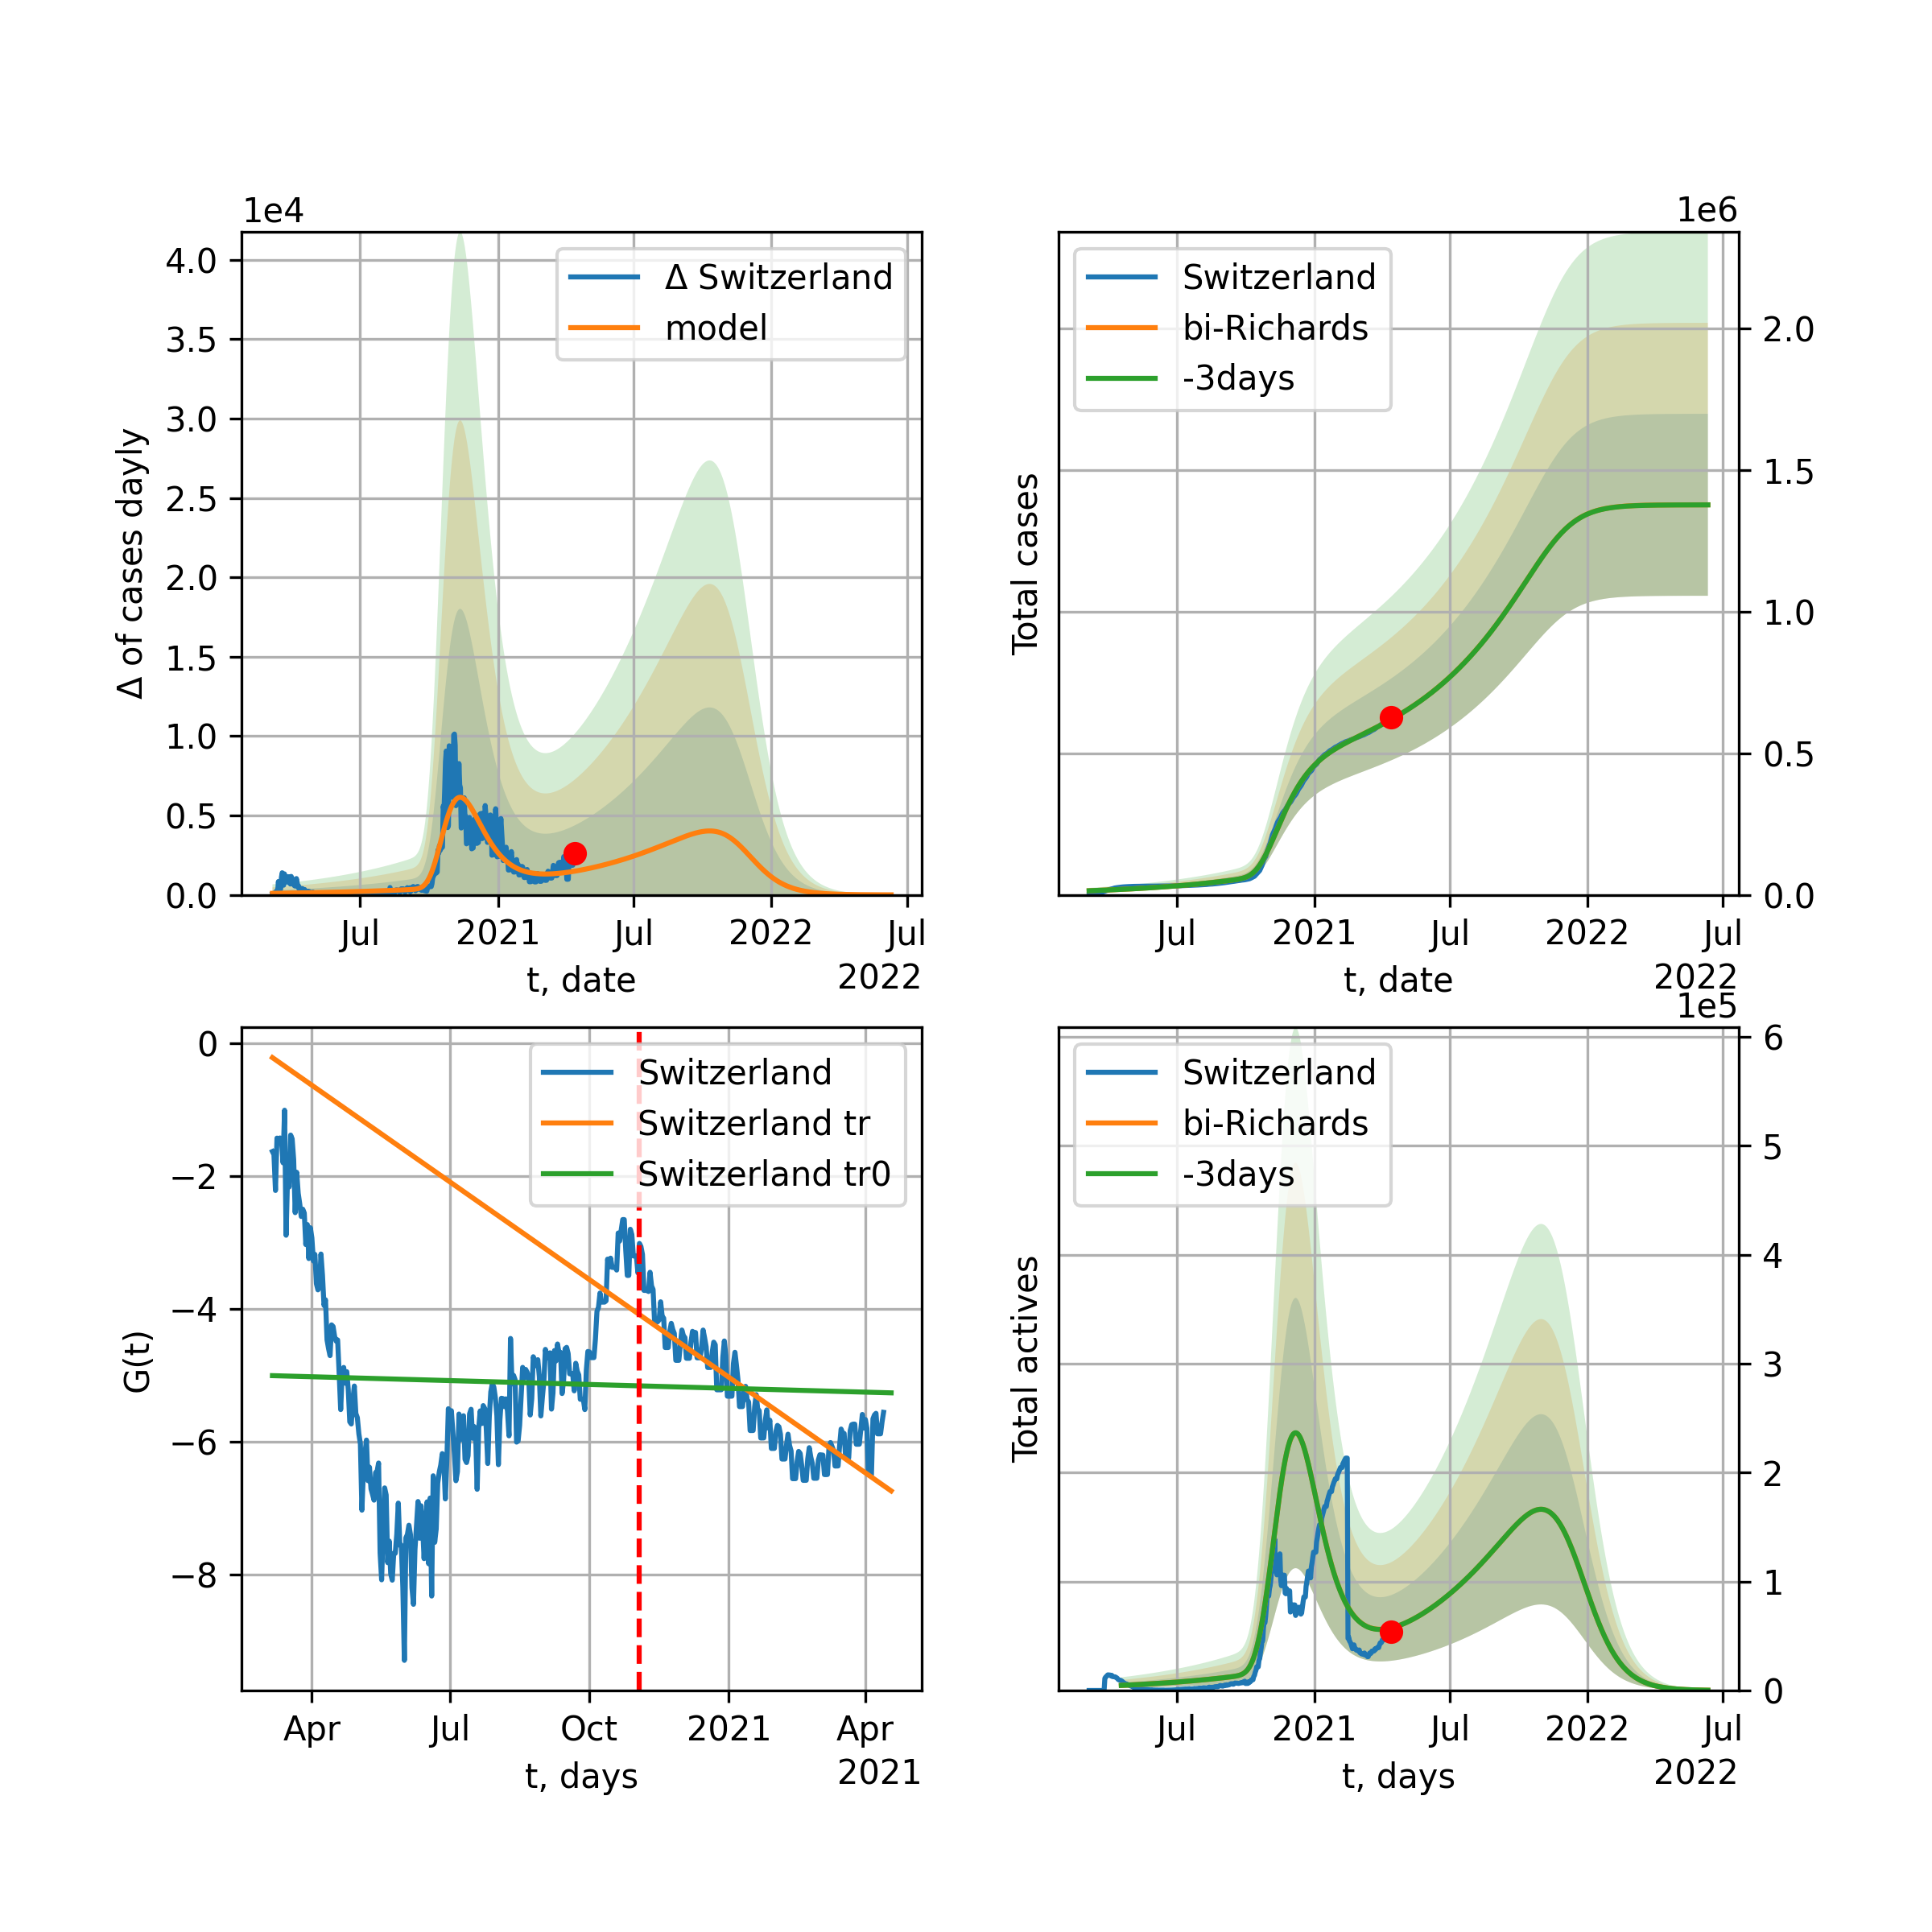 1e4
4.0
3.5
3.0
2.5
2.0
1.5
1.0
0.5
0.0
Δ of cases dayly
Δ Switzerland
model
Jul 2021 Jul 2022 Jul
t, date
2022
1e6
Total cases
Switzerland
bi-Richards
-3days
2.0
1.5
1.0
0.5
0.0
Jul 2021 Jul 2022 Jul
t, date
2022
0
−2
−4
−6
−8
G(t)
Switzerland
Switzerland tr
Switzerland tr0
Apr Jul Oct 2021 Apr
t, days
2021
1e5
Total actives
Switzerland
bi-Richards
-3days
6
5
4
3
2
1
0
Jul 2021 Jul 2022 Jul
t, days
2022